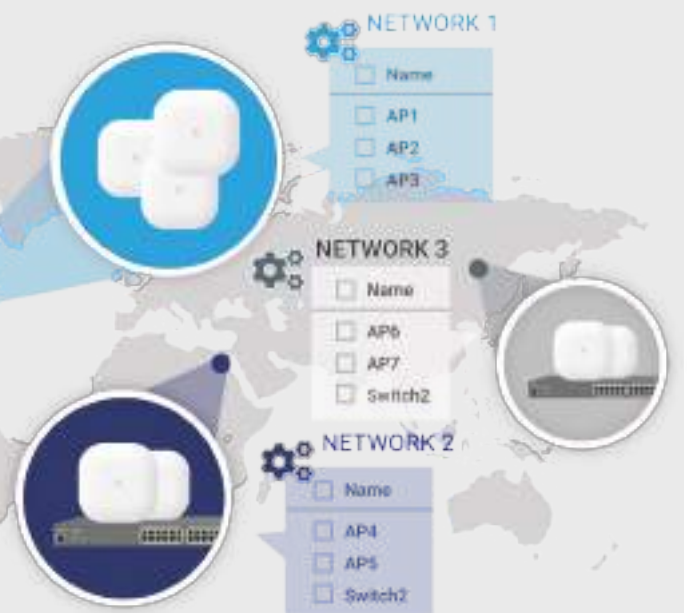 NETWORK 1
Name
AP1
AP2
AP3
NETWORK 3
Name
AP6
AP7
Switch2
NETWORK 2
Name
AP4
AP5
Switch2